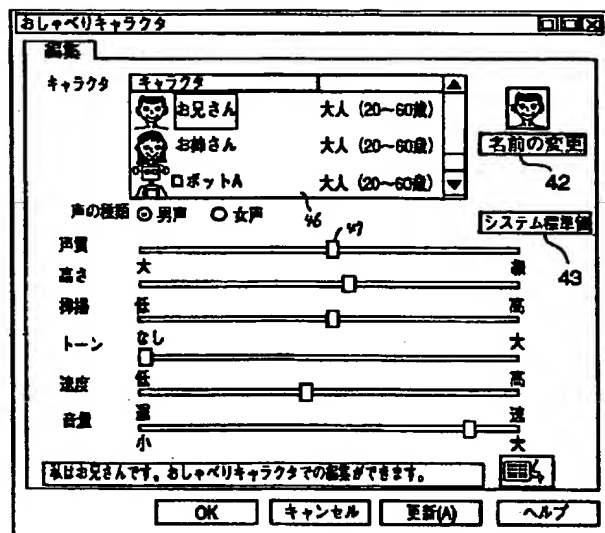 おしゃべりキャラクタ
編集
キャラクタ
キャラクタ
お兄さん 大人 (20～60歳)
お姉さん 大人 (20～60歳)
ロボットA 大人 (20～60歳)
名前の変更
42
声の種類 男声 女声
46
47
システム標準値
43
声質
大 細
高さ
低 高
抑揚
なし 大
トーン
低 高
速度
遅 速
音量
小 大
私はお兄さんです。おしゃべりキャラクタでの編集ができます。
OK キャンセル 更新(A) ヘルプ